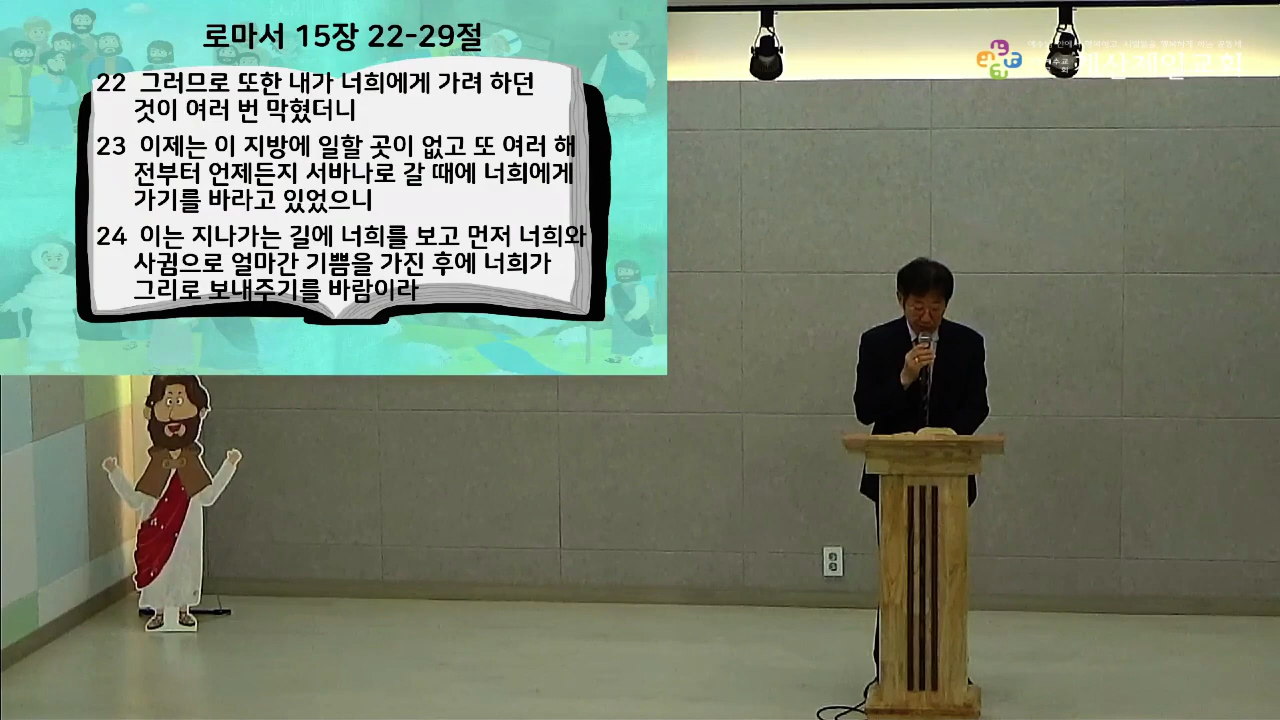 로마서 15장 22-29절
22 그러므로 또한 내가 너희에게 가려 하던
것이 여러 번 막혔더니
23 이제는 이 지방에 일할 곳이 없고 또 여러 해
전부터 언제든지 서바나로 갈 때에 너희에게
가기를 바라고 있었으니
24 이는 지나가는 길에 너희를 보고 먼저 너희와
사귐으로 얼마간 기쁨을 가진 후에 너희가
그리로 보내주기를 바람이라
계산제일교회